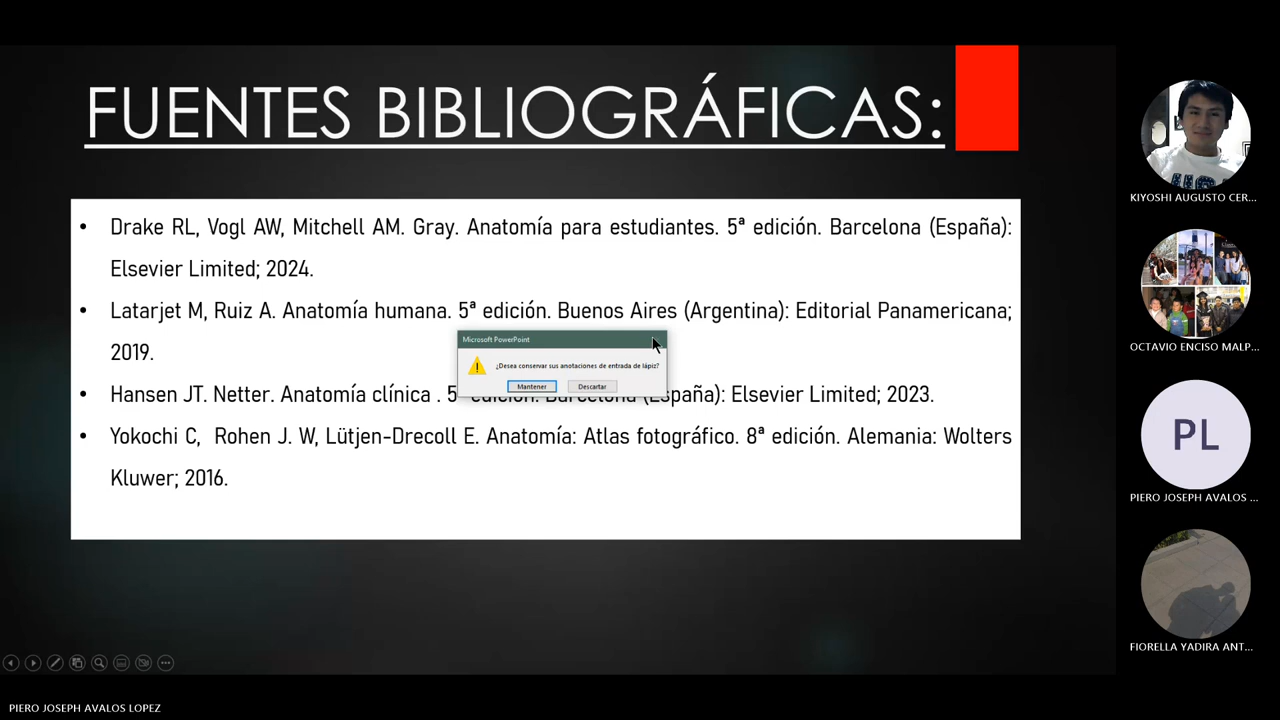 FUENTES BIBLIOGRÁFICAS:
• Drake RL, Vogl AW, Mitchell AM. Gray. Anatomía para estudiantes. 5ª edición. Barcelona (España):
Elsevier Limited; 2024.
• Latarjet M, Ruiz A. Anatomía humana. 5ª edición. Buenos Aires (Argentina): Editorial Panamericana;
2019.
Microsoft PowerPoint
¿Desea conservar sus anotaciones de entrada de lápiz?
Mantener
Descartar
• Hansen JT. Netter. Anatomía clínica . 5ª edición. Barcelona (España): Elsevier Limited; 2023.
• Yokochi C, Rohen J. W, Lütjen-Drecoll E. Anatomía: Atlas fotográfico. 8ª edición. Alemania: Wolters
Kluwer; 2016.
KIYOSHI AUGUSTO CER...
OCTAVIO ENCISO MALP...
PL
PIERO JOSEPH AVALOS ...
FIORELLA YADIRA ANT...
PIERO JOSEPH AVALOS LOPEZ